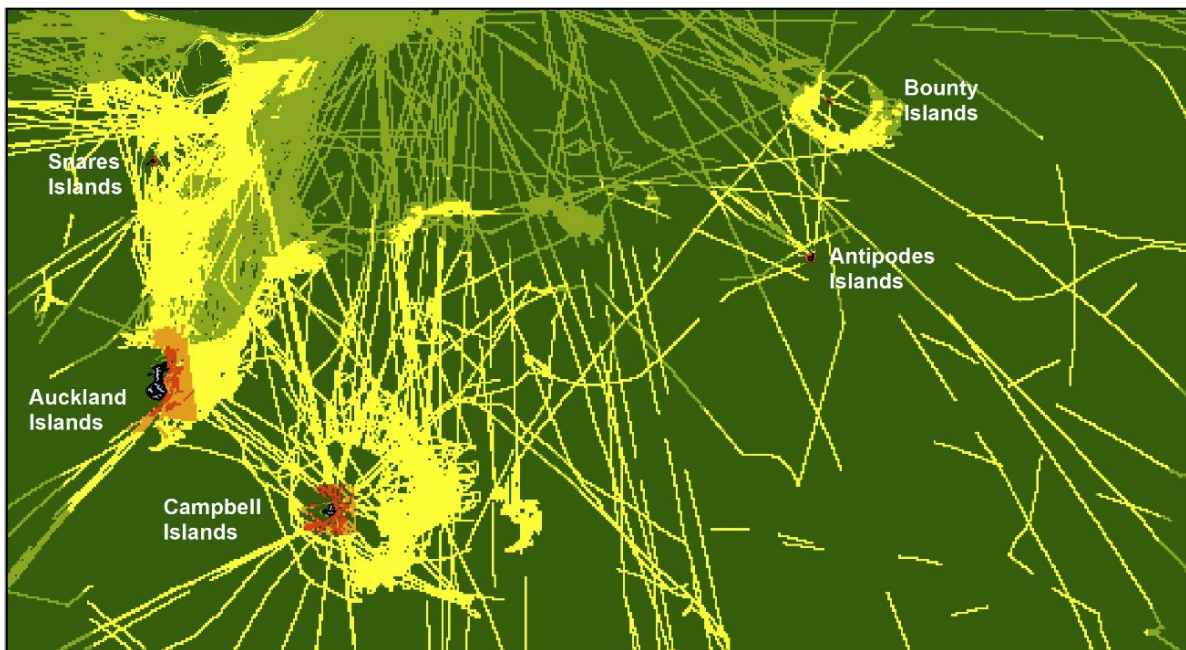 Bounty
Islands
Snares
Islands
Antipodes
Islands
Auckland
Islands
Campbell
Islands